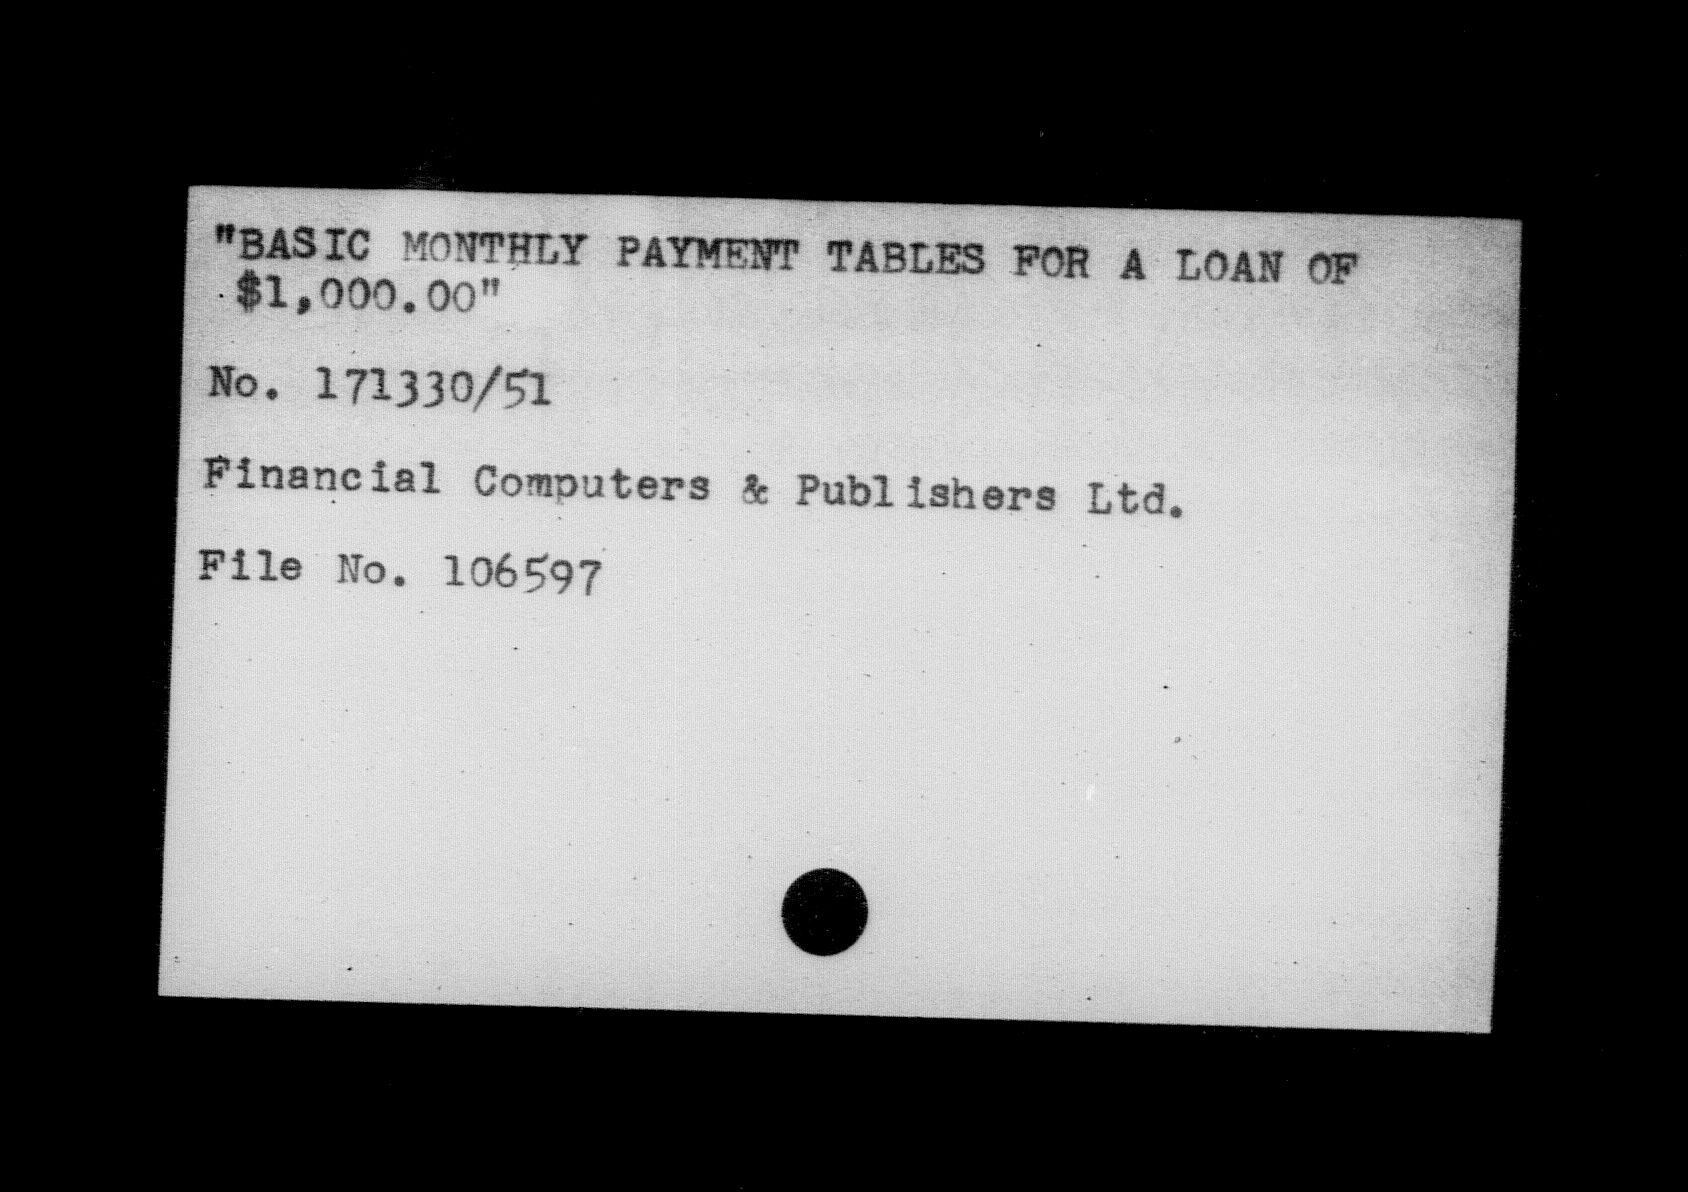 "BASIC MONTHLY PAYMENT TABLES FOR A LOAN OF
$1,000.00"
No. 171330/51
Financial Computers & Publishers Ltd.
File No. 106597